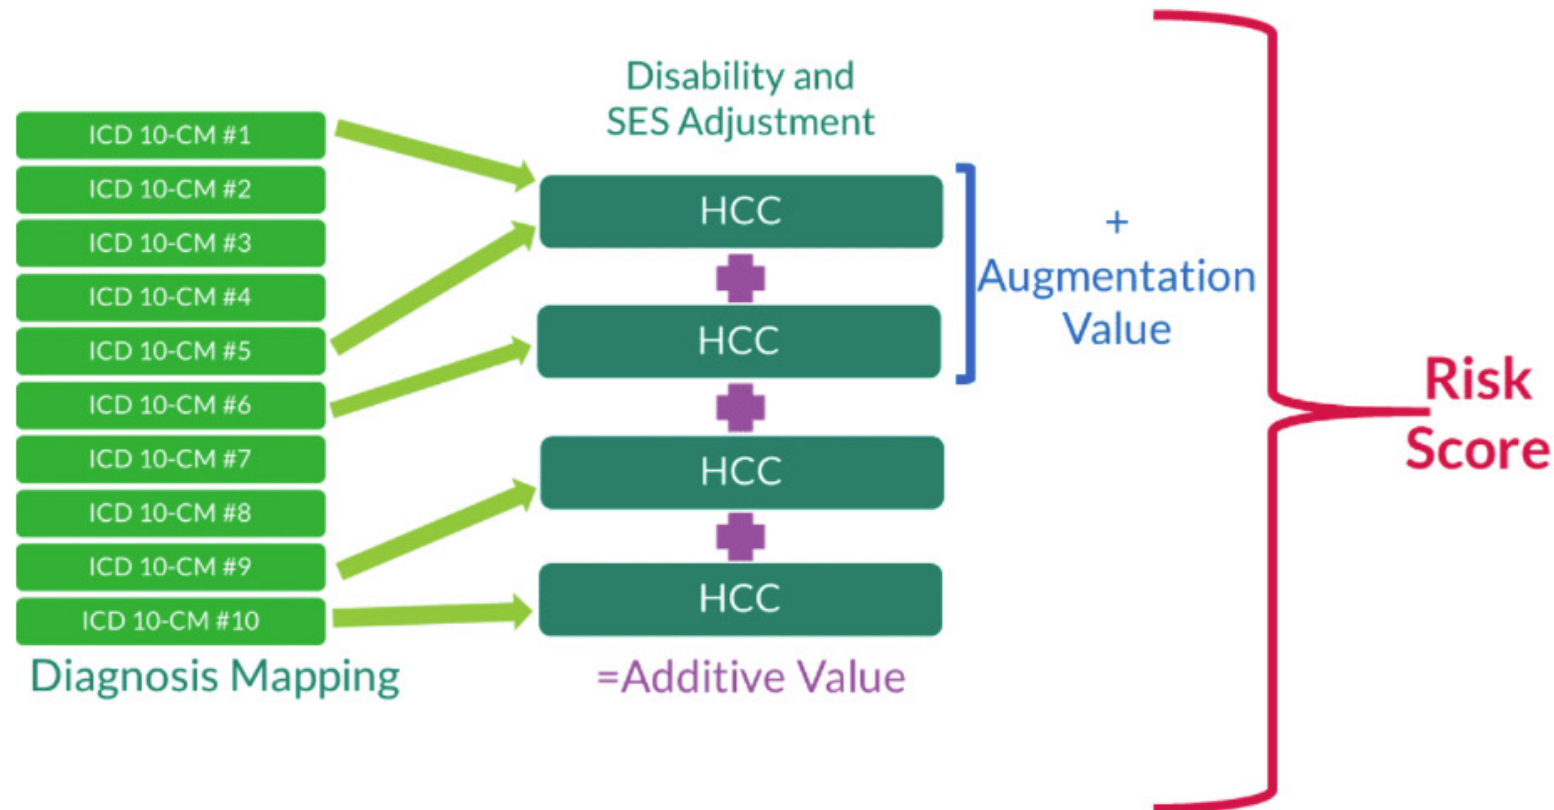 Disability and
SES Adjustment
ICD 10-CM #1
ICD 10-CM #2
ICD 10-CM #3
ICD 10-CM #4
ICD 10-CM #5
ICD 10-CM #6
ICD 10-CM #7
ICD 10-CM #8
ICD 10-CM #9
ICD 10-CM #10
Diagnosis Mapping
HCC
HCC
HCC
HCC
=Additive Value
+
Augmentation
Value
Risk
Score